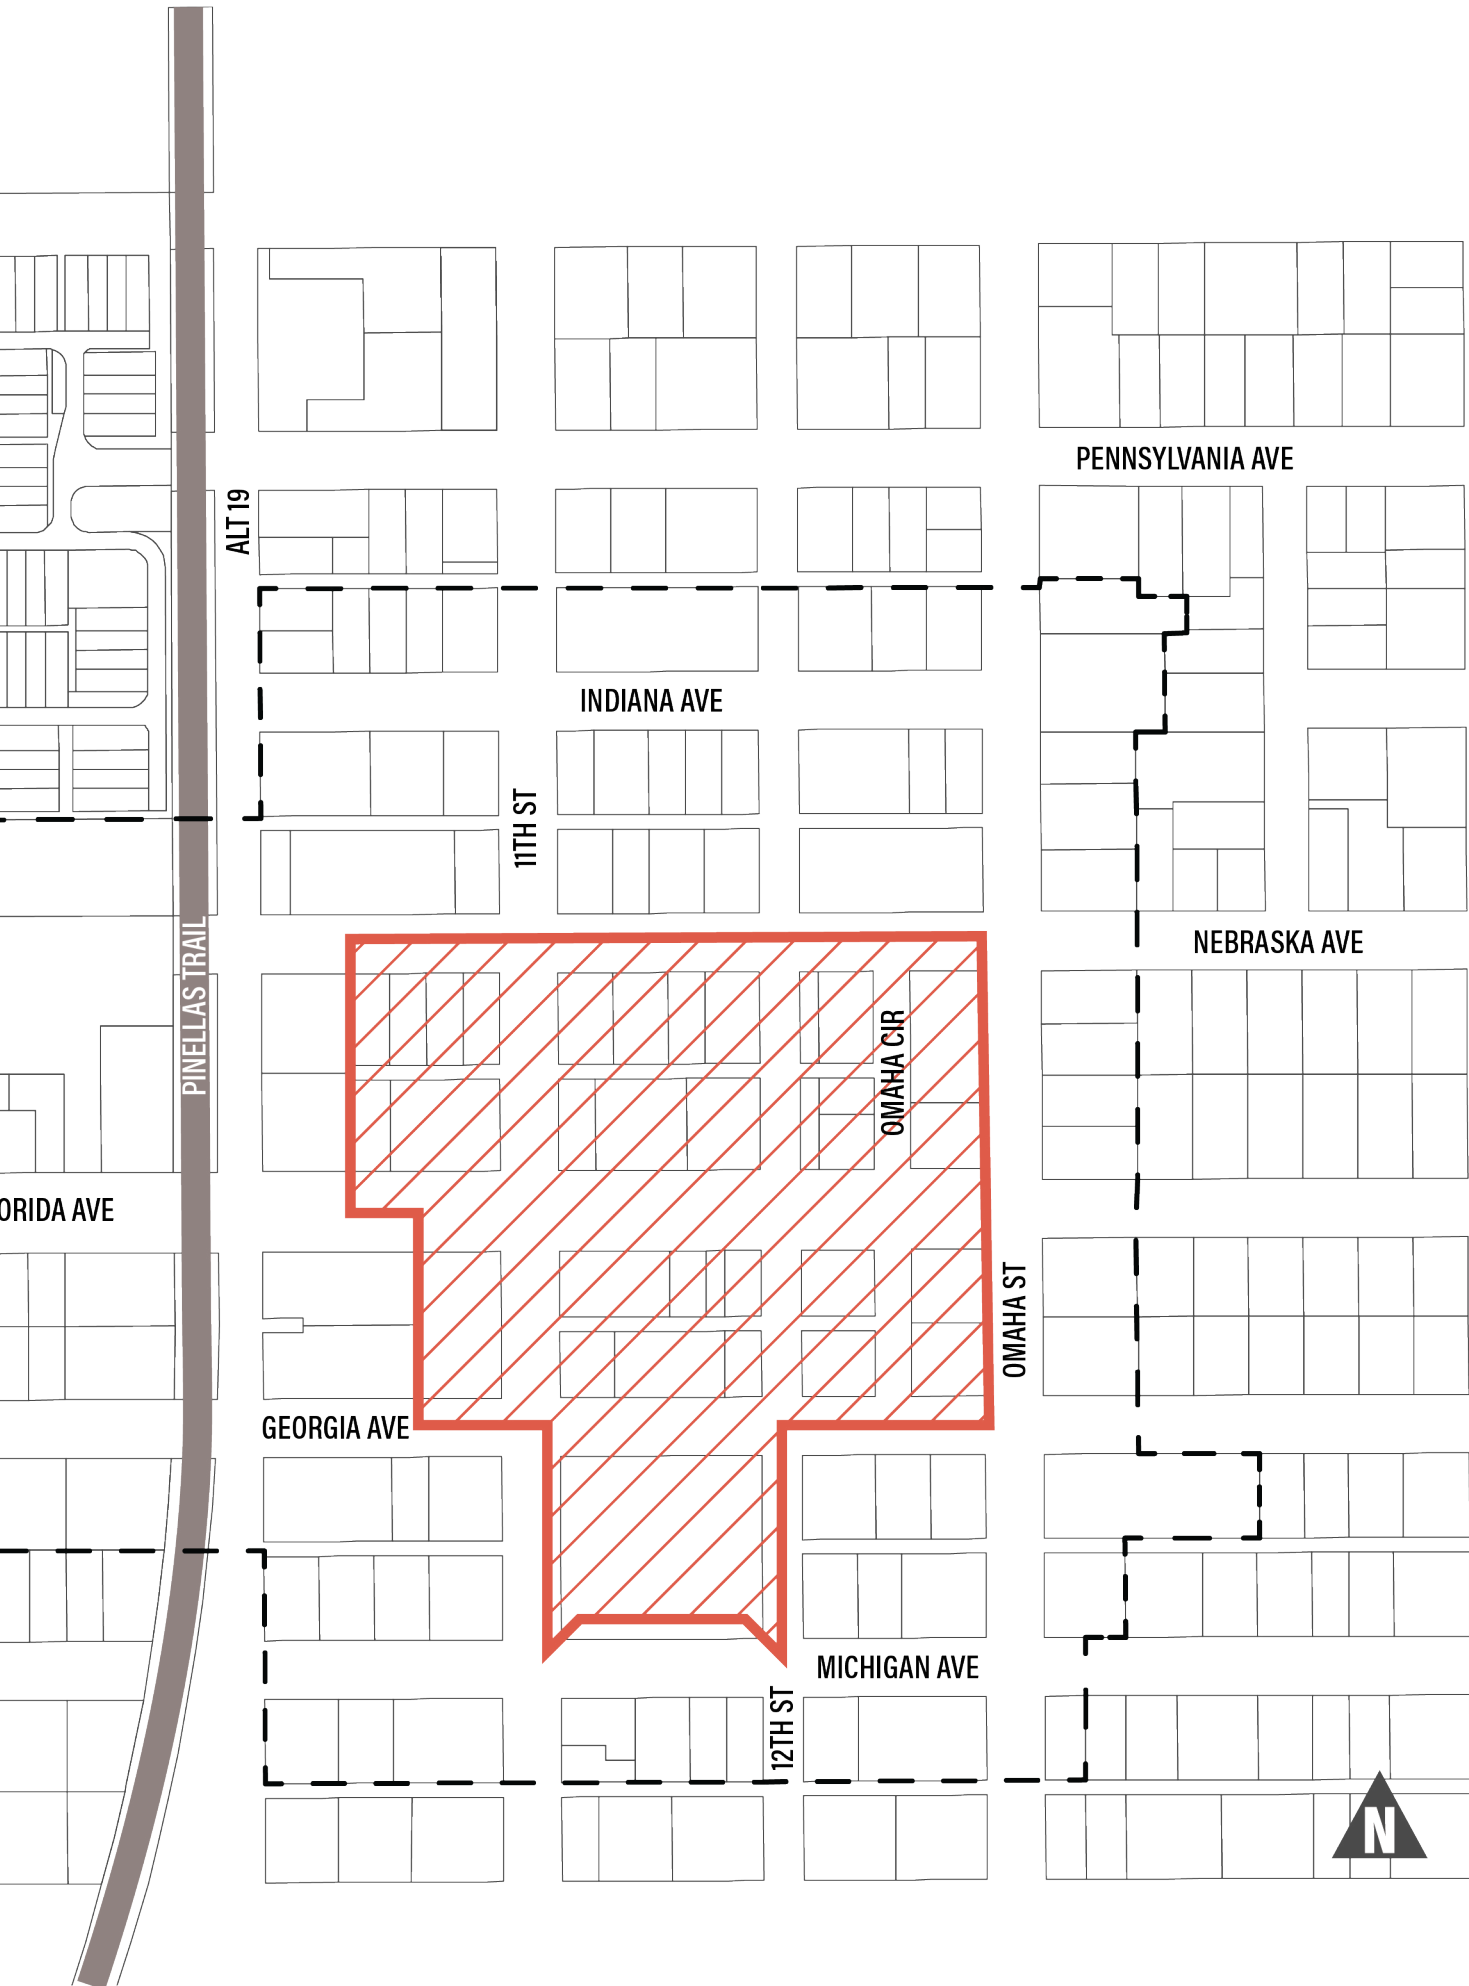 PENNSYLVANIA AVE
ALT 19
INDIANA AVE
11TH ST
NEBRASKA AVE
PINELLAS TRAIL
OMAHA CIR
ORIDA AVE
OMAHA ST
GEORGIA AVE
MICHIGAN AVE
12TH ST
N